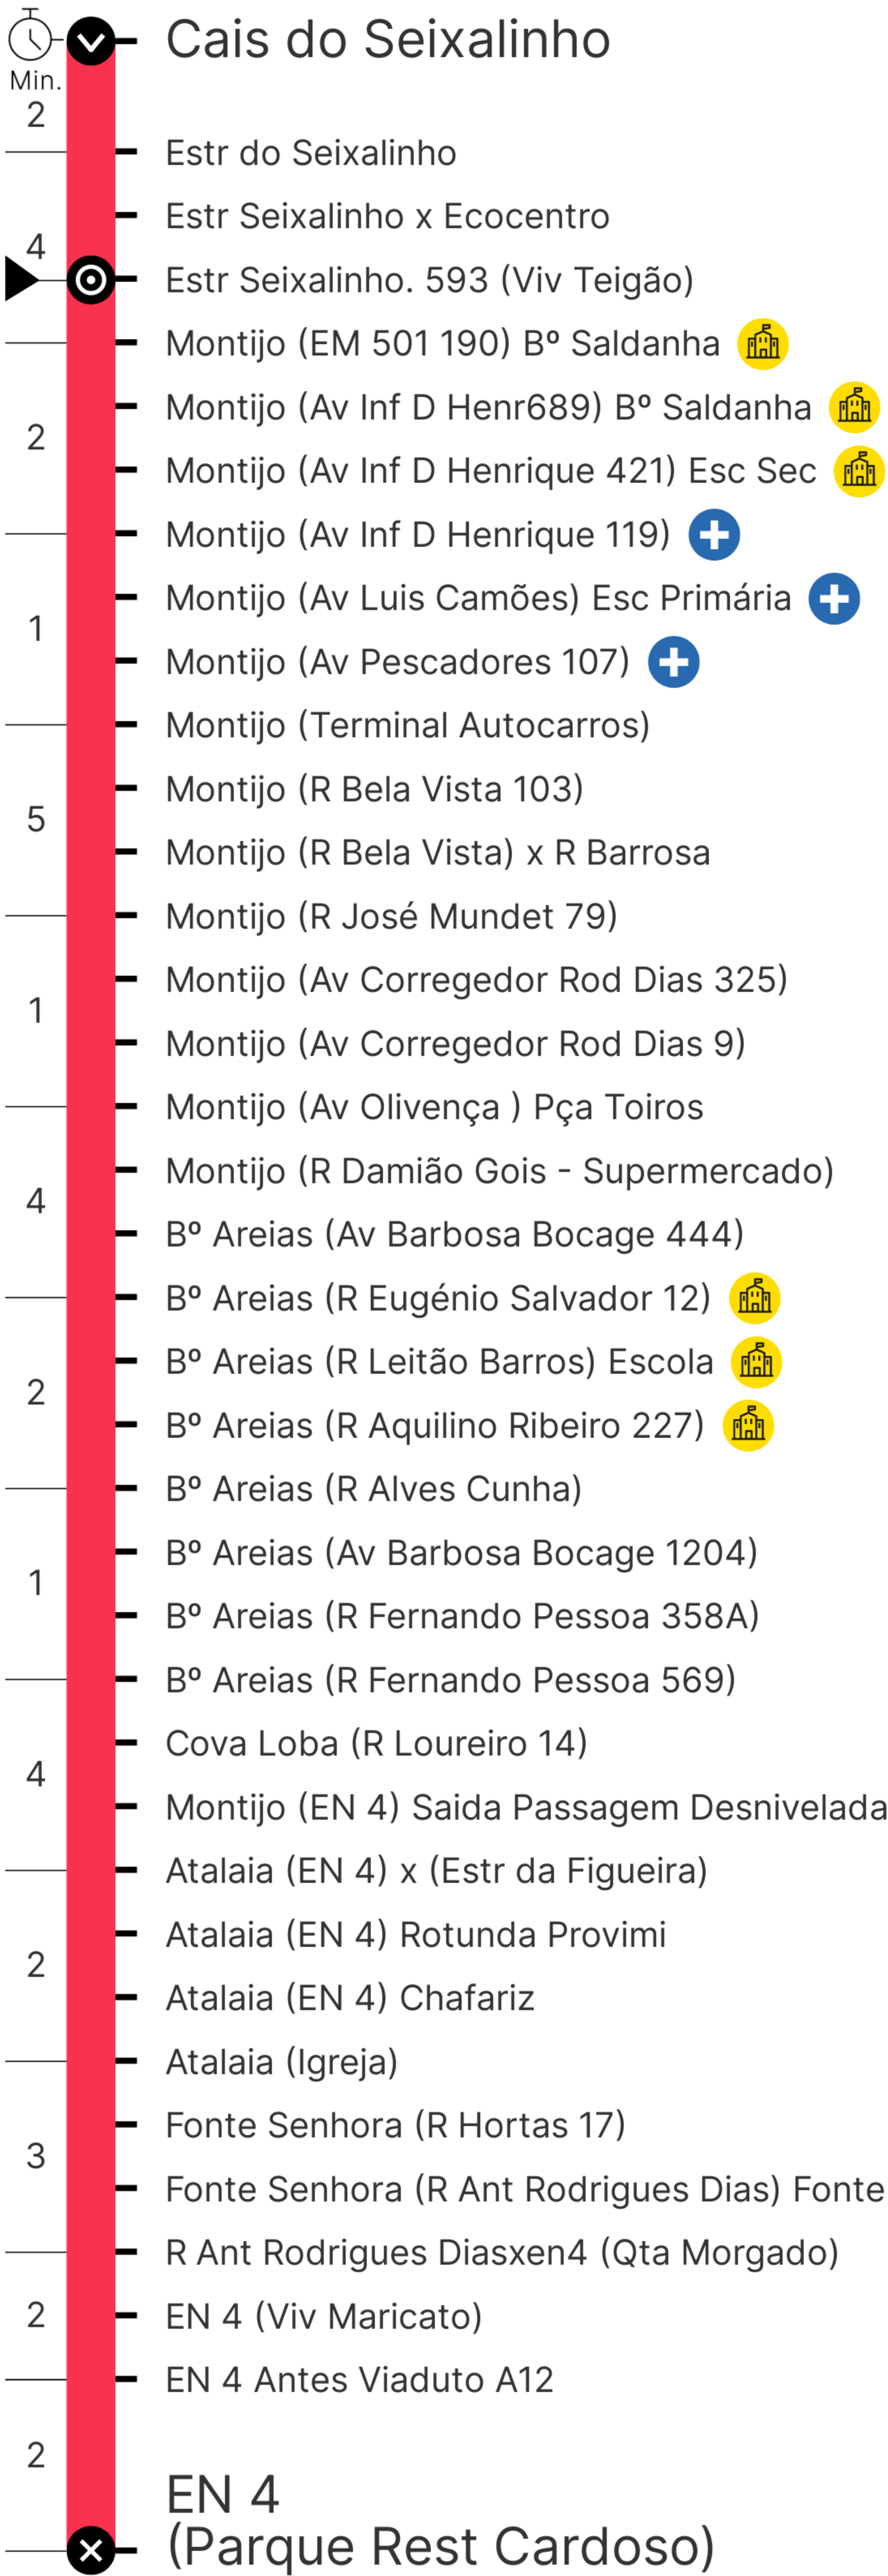 Cais do Seixalinho
Min.
2
Estr do Seixalinho
Estr Seixalinho x Ecocentro
4
Estr Seixalinho. 593 (Viv Teigão)
Montijo (EM 501 190) Bº Saldanha
Montijo (Av Inf D Henr689) Bº Saldanha
2
Montijo (Av Inf D Henrique 421) Esc Sec
Montijo (Av Inf D Henrique 119)
Montijo (Av Luis Camões) Esc Primária
1
Montijo (Av Pescadores 107)
Montijo (Terminal Autocarros)
Montijo (R Bela Vista 103)
5
Montijo (R Bela Vista) x R Barrosa
Montijo (R José Mundet 79)
Montijo (Av Corregedor Rod Dias 325)
1
Montijo (Av Corregedor Rod Dias 9)
Montijo (Av Olivença ) Pça Toiros
Montijo (R Damião Gois - Supermercado)
4
Bº Areias (Av Barbosa Bocage 444)
Bº Areias (R Eugénio Salvador 12)
Bº Areias (R Leitão Barros) Escola
2
Bº Areias (R Aquilino Ribeiro 227)
Bº Areias (R Alves Cunha)
Bº Areias (Av Barbosa Bocage 1204)
1
Bº Areias (R Fernando Pessoa 358A)
Bº Areias (R Fernando Pessoa 569)
Cova Loba (R Loureiro 14)
4
Montijo (EN 4) Saida Passagem Desnivelada
Atalaia (EN 4) x (Estr da Figueira)
Atalaia (EN 4) Rotunda Provimi
2
Atalaia (EN 4) Chafariz
Atalaia (Igreja)
Fonte Senhora (R Hortas 17)
3
Fonte Senhora (R Ant Rodrigues Dias) Fonte
R Ant Rodrigues Diasxen4 (Qta Morgado)
2
EN 4 (Viv Maricato)
EN 4 Antes Viaduto A12
2
EN 4
(Parque Rest Cardoso)